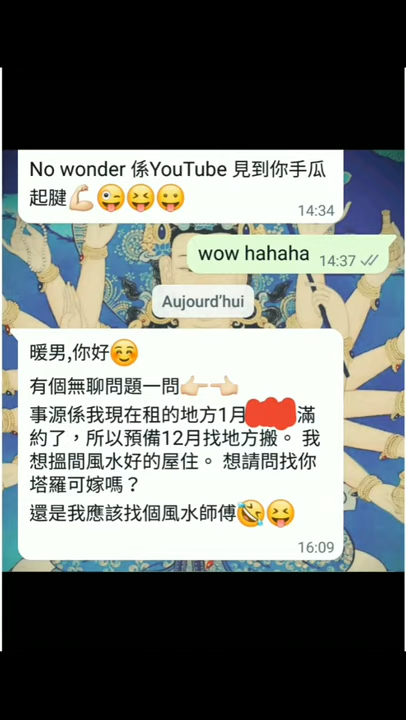 No wonder 係YouTube 見到你手瓜
起腱💪🏻😜😝😛
14:34
wow hahaha 14:37
Aujourd'hui
暖男,你好☺️
有個無聊問題一問👉🏻👈🏻
事源係我現在租的地方1月 滿
約了，所以預備12月找地方搬。 我
想搵間風水好的屋住。 想請問找你
塔羅可嫁嗎？
還是我應該找個風水師傅🤣😝
16:09